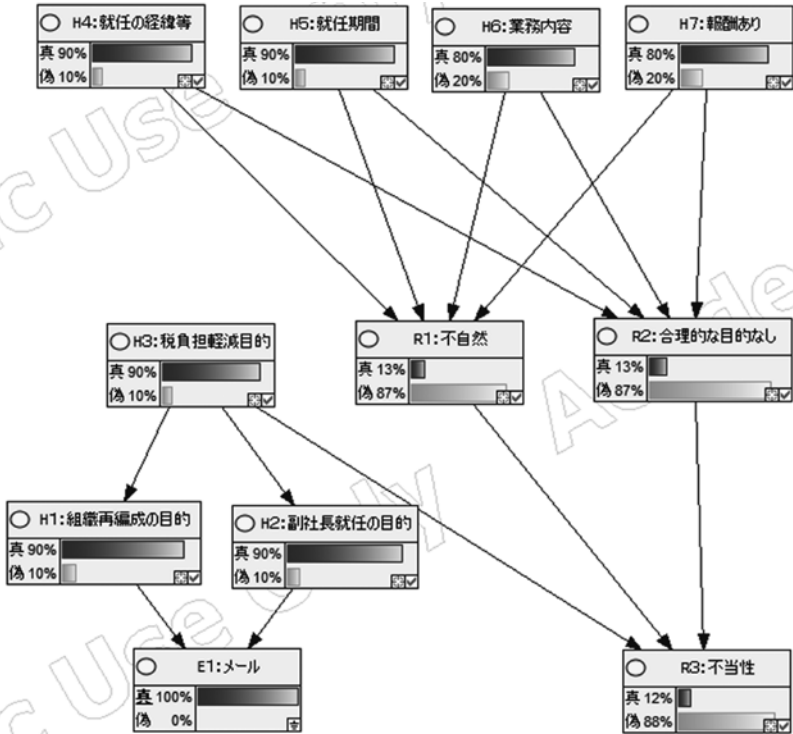 H4:就任の経緯等
真 90%
偽 10%
H5:就任期間
真 90%
偽 10%
H6:業務内容
真 80%
偽 20%
H7:報酬あり
真 80%
偽 20%
H3:税負担軽減目的
真 90%
偽 10%
R1:不自然
真 13%
偽 87%
R2:合理的な目的なし
真 13%
偽 87%
H1:組織再編成の目的
真 90%
偽 10%
H2:副社長就任の目的
真 90%
偽 10%
E1:メール
真 100%
偽 0%
R3:不当性
真 12%
偽 88%